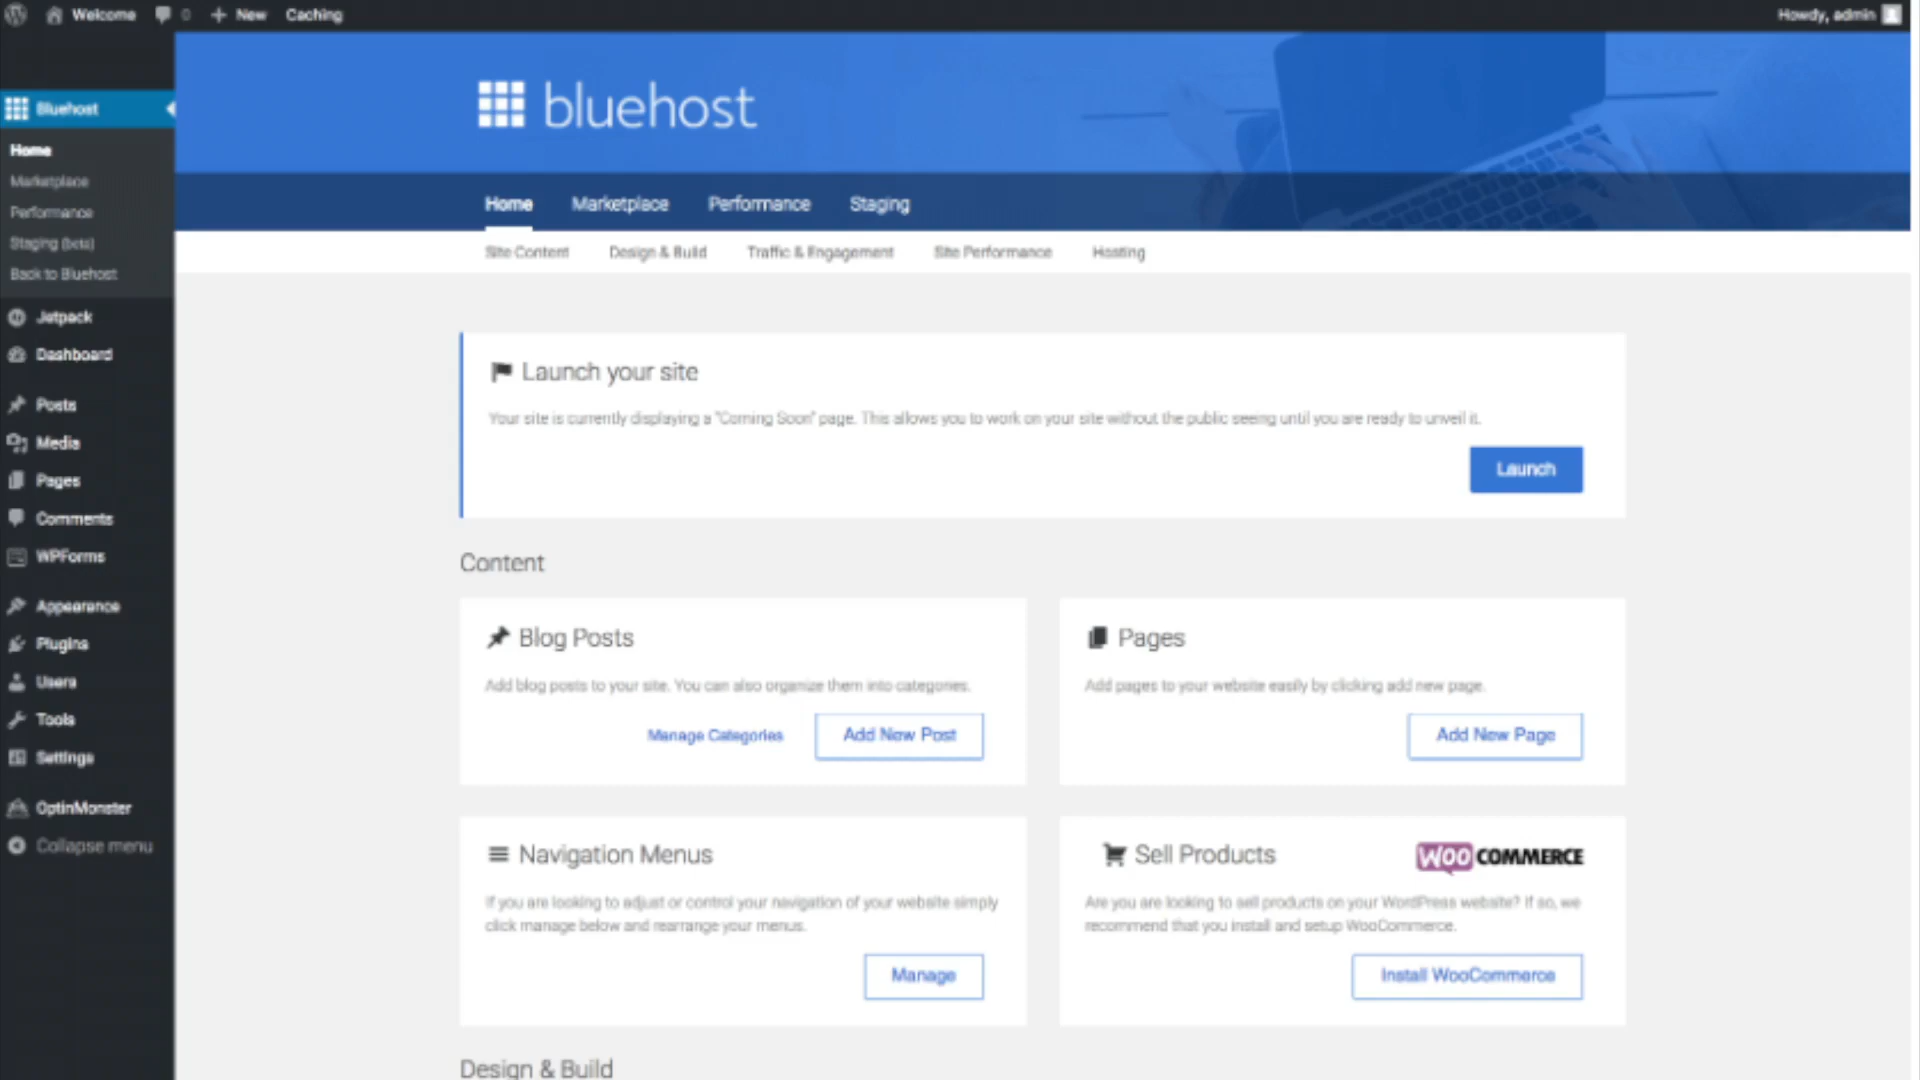 Welcome 0 New Caching Howdy, admin
bluehost
Bluehost
Home
Marketplace
Performance
Staging (beta)
Back to Bluehost
Jetpack
Dashboard
Posts
Media
Pages
Comments
WPForms
Appearance
Plugins
Users
Tools
Settings
OptinMonster
Collapse menu
Home Marketplace Performance Staging
Site Content Design & Build Traffic & Engagement Site Performance Hosting
Launch your site
Your site is currently displaying a "Coming Soon" page. This allows you to work on your site without the public seeing until you are ready to unveil it.
Launch
Content
Blog Posts
Add blog posts to your site. You can also organize them into categories.
Manage Categories Add New Post
Pages
Add pages to your website easily by clicking add new page.
Add New Page
Navigation Menus
If you are looking to adjust or control your navigation of your website simply
click manage below and rearrange your menus.
Manage
Sell Products
WOO COMMERCE
Are you are looking to sell products on your WordPress website? If so, we
recommend that you install and setup WooCommerce.
Install WooCommerce
Design & Build